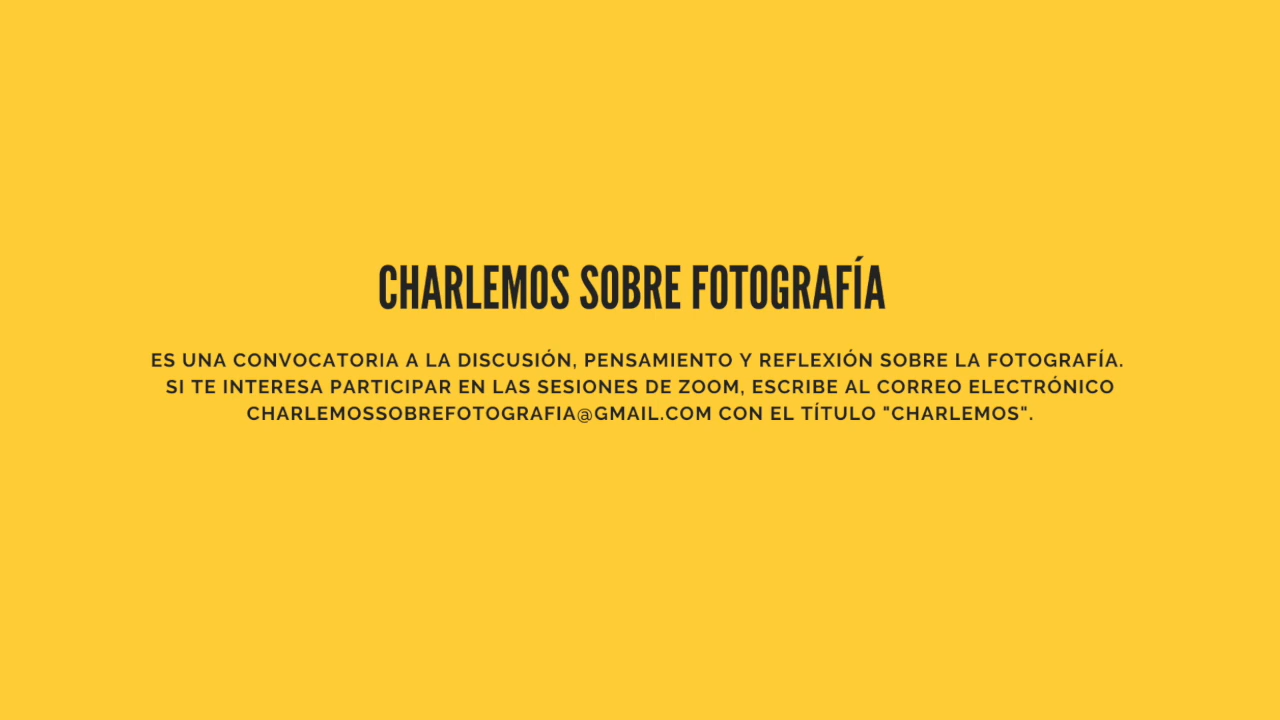 CHARLEMOS SOBRE FOTOGRAFÍA
ES UNA CONVOCATORIA A LA DISCUSIÓN, PENSAMIENTO Y REFLEXIÓN SOBRE LA FOTOGRAFÍA.
SI TE INTERESA PARTICIPAR EN LAS SESIONES DE ZOOM, ESCRIBE AL CORREO ELECTRÓNICO
CHARLEMOSSOBREFOTOGRAFIA@GMAIL.COM CON EL TÍTULO "CHARLEMOS".